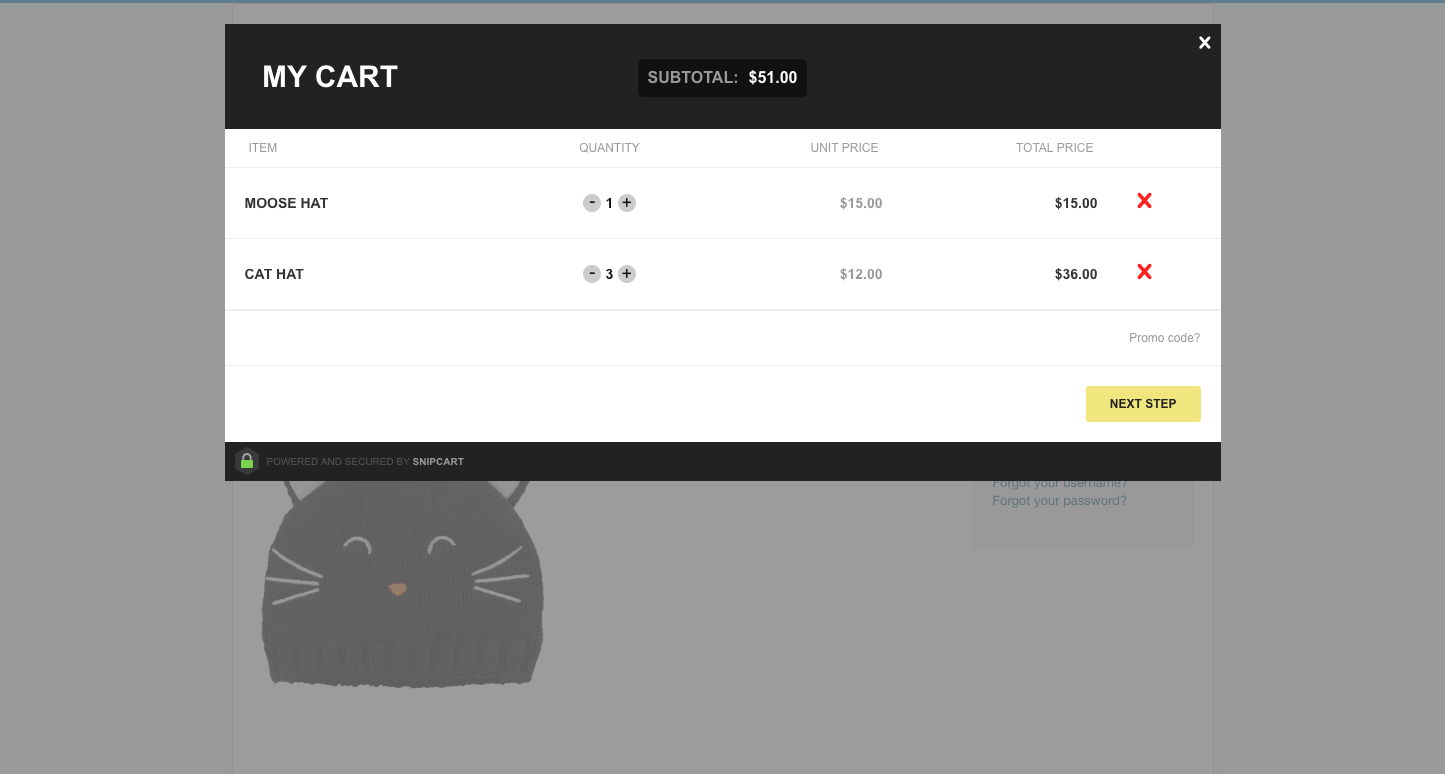 MY CART
SUBTOTAL: $51.00
ITEM QUANTITY UNIT PRICE TOTAL PRICE
MOOSE HAT - 1 + $15.00 $15.00
CAT HAT - 3 + $12.00 $36.00
Promo code?
NEXT STEP
POWERED AND SECURED BY SNIPCART
Forgot your username?
Forgot your password?